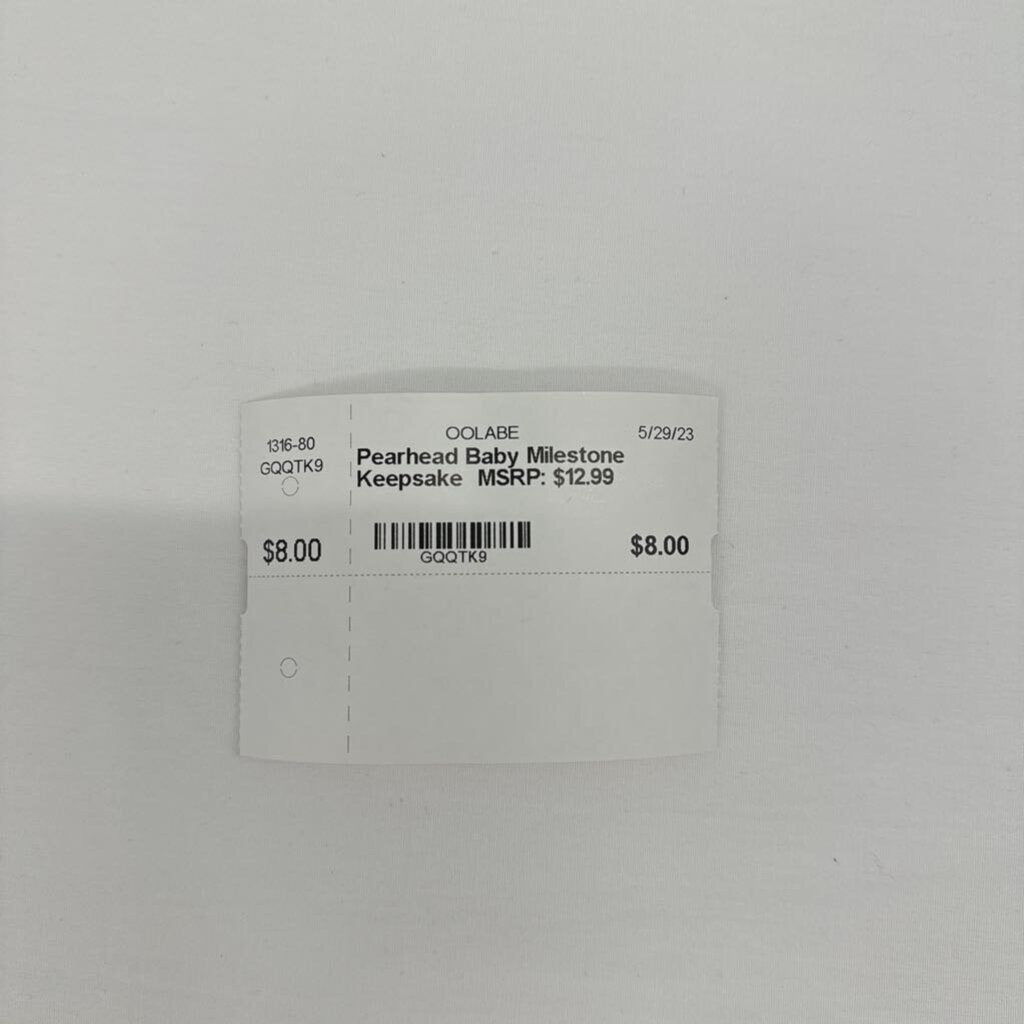 1316-80
GQQTK9
$8.00
OOLABE
5/29/23
Pearhead Baby Milestone
Keepsake MSRP: $12.99
GQQTK9
$8.00